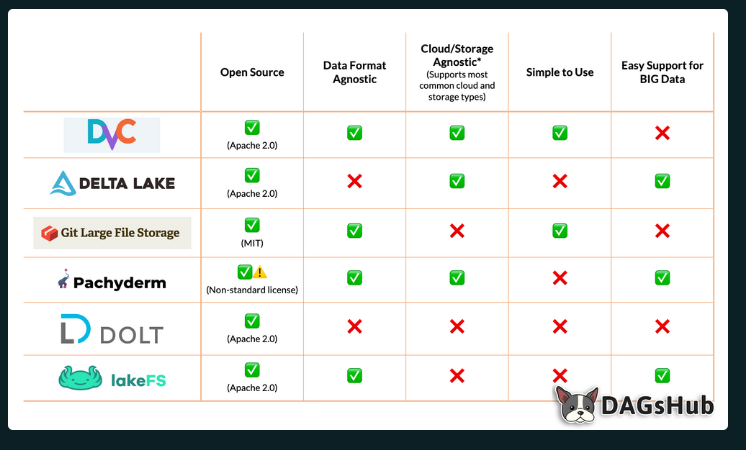 Open Source
Data Format
Agnostic
Cloud/Storage
Agnostic*
(Supports most
common cloud and
storage types)
Simple to Use
Easy Support for
BIG Data
DVC
(Apache 2.0)
DELTA LAKE
(Apache 2.0)
Git Large File Storage
(MIT)
Pachyderm
(Non-standard license)
DOLT
(Apache 2.0)
lakeFS
(Apache 2.0)
DAGsHub